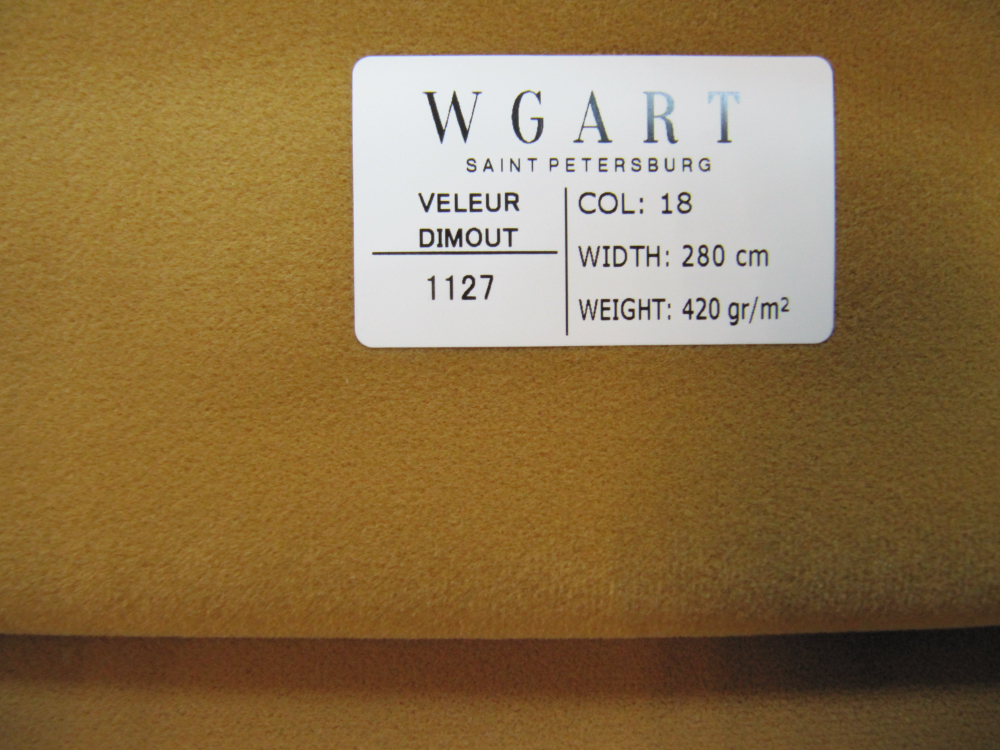 WGART
SAINT PETERSBURG
VELEUR
DIMOUT
1127
COL: 18
WIDTH: 280 cm
WEIGHT: 420 gr/m²